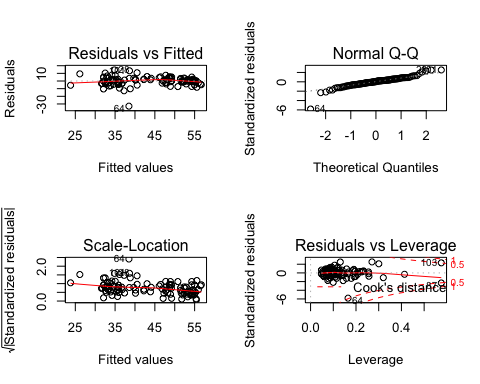 Residuals vs Fitted
Residuals
-30
10
64
25
35
45
55
Fitted values
Normal Q-Q
Standardized residuals
-6
0
64
-2
-1
0
1
2
Theoretical Quantiles
Scale-Location
√|Standardized residuals|
0.0
2.0
64
25
35
45
55
Fitted values
Residuals vs Leverage
Standardized residuals
-6
0
103
1
0.5
0.5
1
Cook's distance
64
0.0
0.2
0.4
Leverage